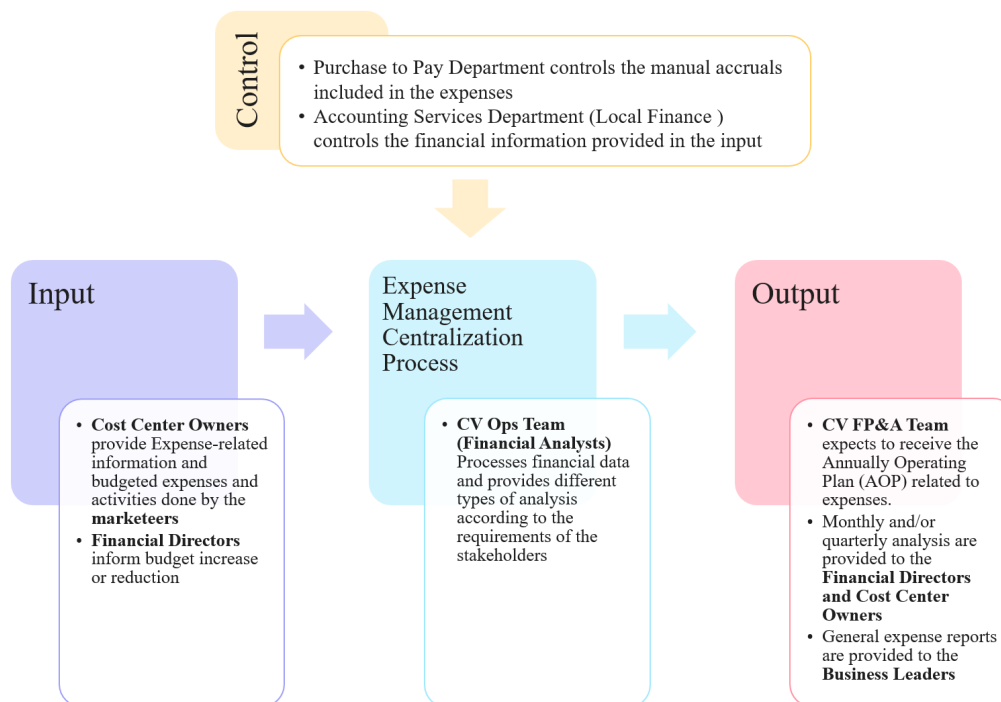 Control
• Purchase to Pay Department controls the manual accruals
included in the expenses
• Accounting Services Department (Local Finance )
controls the financial information provided in the input
Input
• Cost Center Owners
provide Expense-related
information and
budgeted expenses and
activities done by the
marketeers
• Financial Directors
inform budget increase
or reduction
Expense
Management
Centralization
Process
• CV Ops Team
(Financial Analysts)
Processes financial data
and provides different
types of analysis
according to the
requirements of the
stakeholders
Output
• CV FP&A Team
expects to receive the
Annually Operating
Plan (AOP) related to
expenses.
• Monthly and/or
quarterly analysis are
provided to the
Financial Directors
and Cost Center
Owners
• General expense reports
are provided to the
Business Leaders